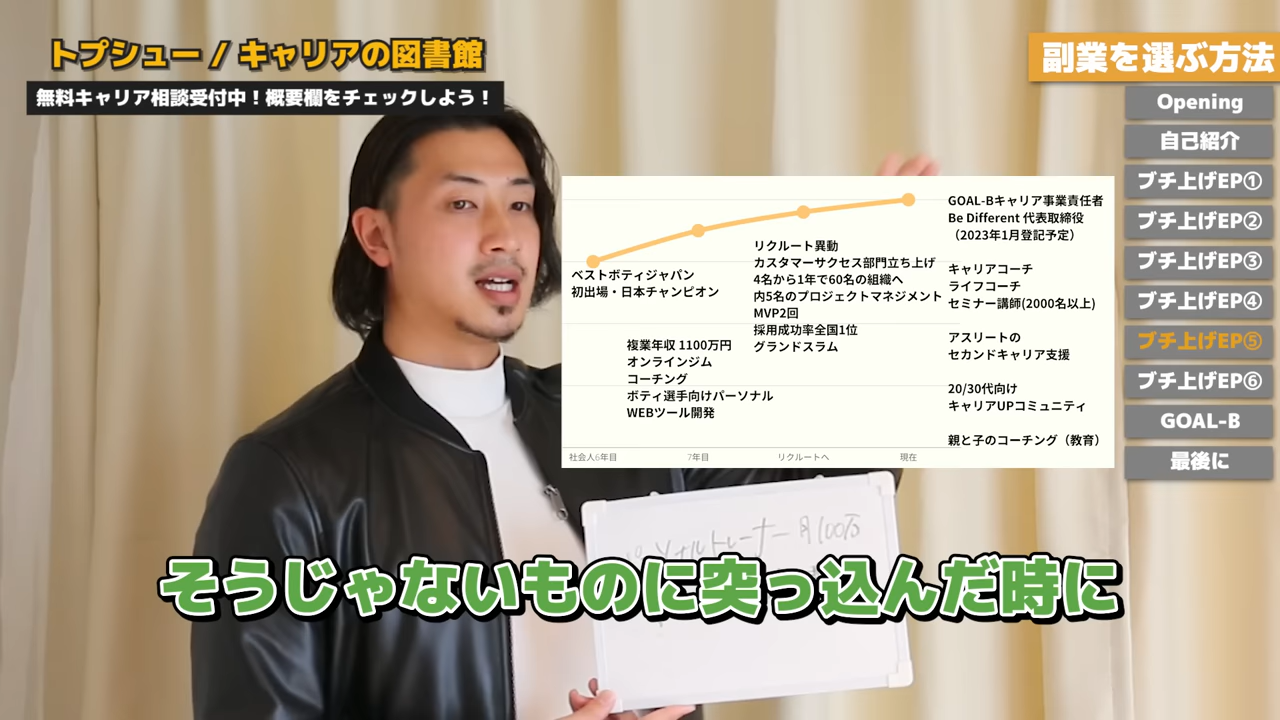 トプシュー / キャリアの図書館
無料キャリア相談受付中！概要欄をチェックしよう！
副業を選ぶ方法
Opening
自己紹介
ブチ上げEP①
ブチ上げEP②
ブチ上げEP③
ブチ上げEP④
ブチ上げEP⑤
ブチ上げEP⑥
GOAL-B
最後に
ベストボティジャパン
初出場・日本チャンピオン
複業年収 1100万円
オンラインジム
コーチング
ボティ選手向けパーソナル
WEBツール開発
リクルート異動
カスタマーサクセス部門立ち上げ
4名から1年で60名の組織へ
内5名のプロジェクトマネジメント
MVP2回
採用成功率全国1位
グランドスラム
GOAL-Bキャリア事業責任者
Be Different 代表取締役
（2023年1月登記予定）
キャリアコーチ
ライフコーチ
セミナー講師(2000名以上)
アスリートの
セカンドキャリア支援
20/30代向け
キャリアUPコミュニティ
親と子のコーチング（教育）
社会人6年目
7年目
リクルートへ
現在
ソナルトレーナー 月100万
そうじゃないものに突っ込んだ時に